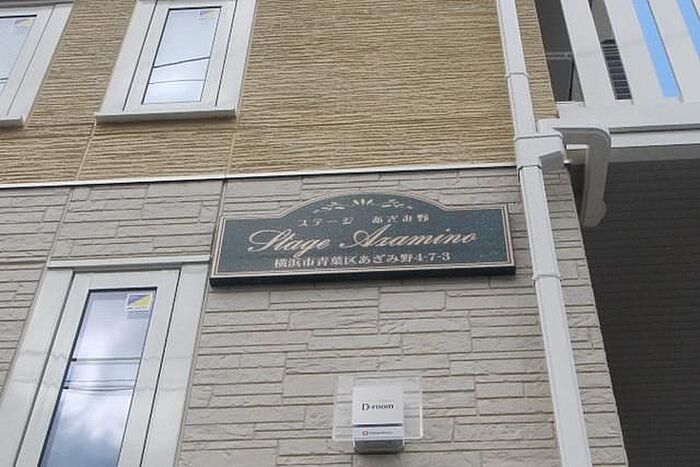 ステージ あざみ野
Stage Azamino
横浜市青葉区あざみ野4-7-3
D-room